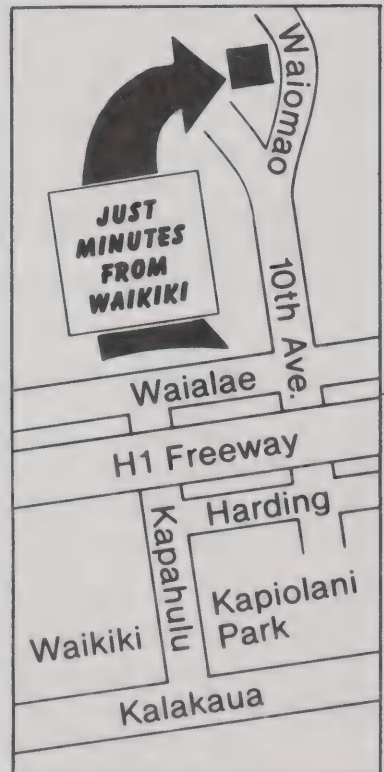 Waiomao
JUST
MINUTES
FROM
WAIKIKI
10th Ave.
Waialae
H1 Freeway
Harding
Kapahulu
Kapiolani
Park
Waikiki
Kalakaua